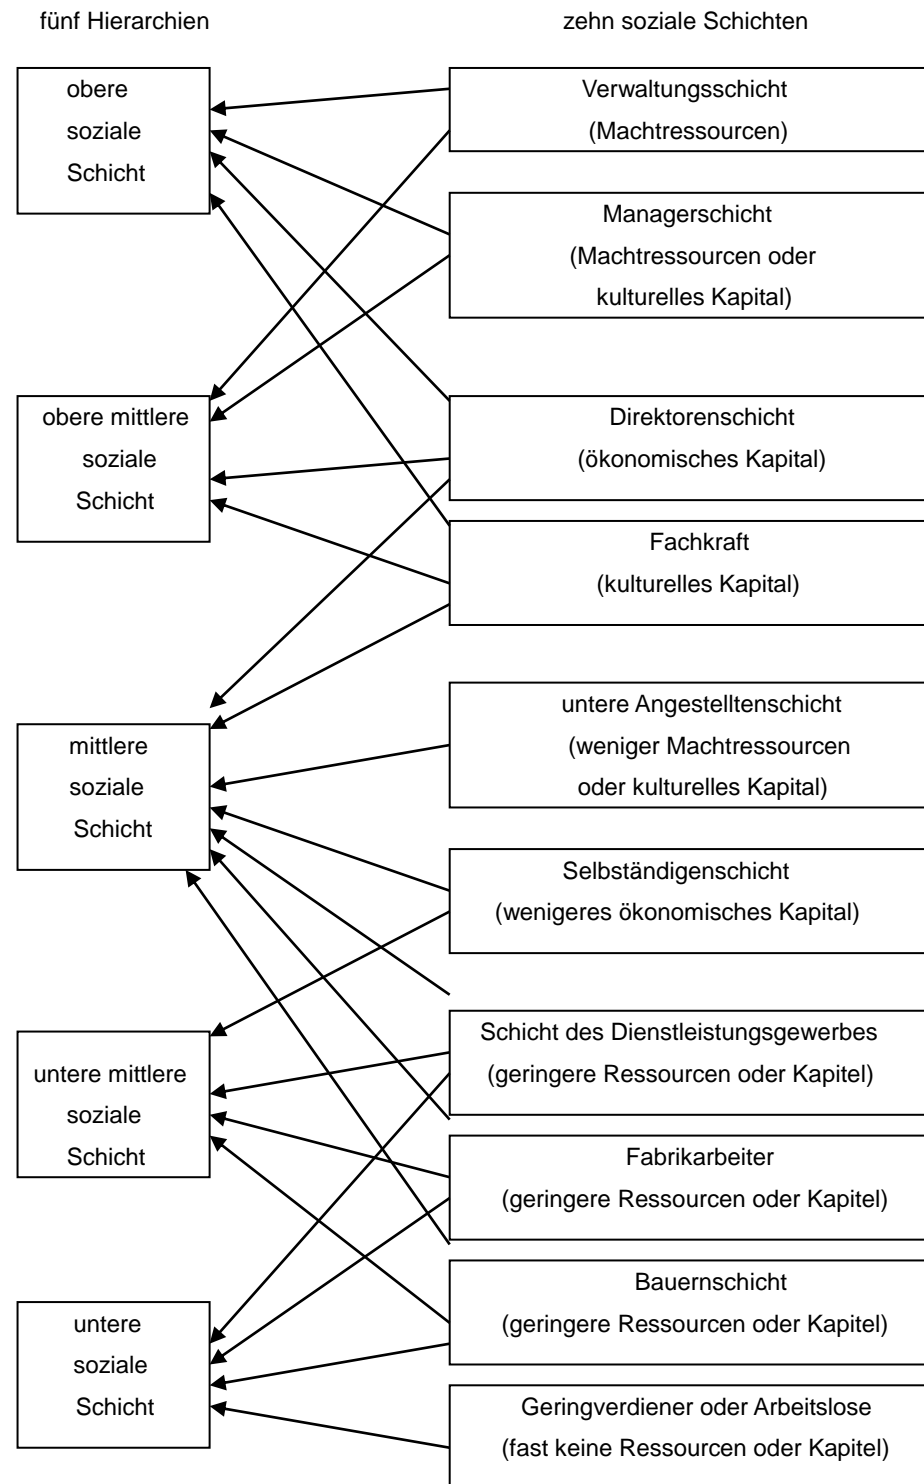 fünf Hierarchien
zehn soziale Schichten
obere
soziale
Schicht
obere mittlere
soziale
Schicht
mittlere
soziale
Schicht
untere mittlere
soziale
Schicht
untere
soziale
Schicht
Verwaltungsschicht
(Machtressourcen)
Managerschicht
(Machtressourcen oder
kulturelles Kapital)
Direktorenschicht
(ökonomisches Kapital)
Fachkraft
(kulturelles Kapital)
untere Angestelltenschicht
(weniger Machtressourcen
oder kulturelles Kapital)
Selbständigenschicht
(wenigeres ökonomisches Kapital)
Schicht des Dienstleistungsgewerbes
(geringere Ressourcen oder Kapitel)
Fabrikarbeiter
(geringere Ressourcen oder Kapitel)
Bauernschicht
(geringere Ressourcen oder Kapitel)
Geringverdiener oder Arbeitslose
(fast keine Ressourcen oder Kapitel)